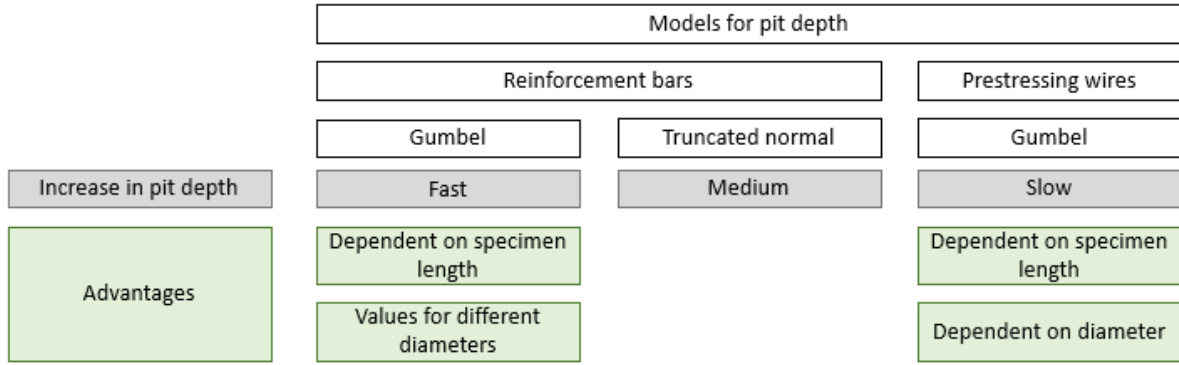 Models for pit depth
Reinforcement bars
Prestressing wires
Gumbel
Truncated normal
Gumbel
Increase in pit depth
Fast
Medium
Slow
Advantages
Dependent on specimen
length
Dependent on specimen
length
Values for different
diameters
Dependent on diameter